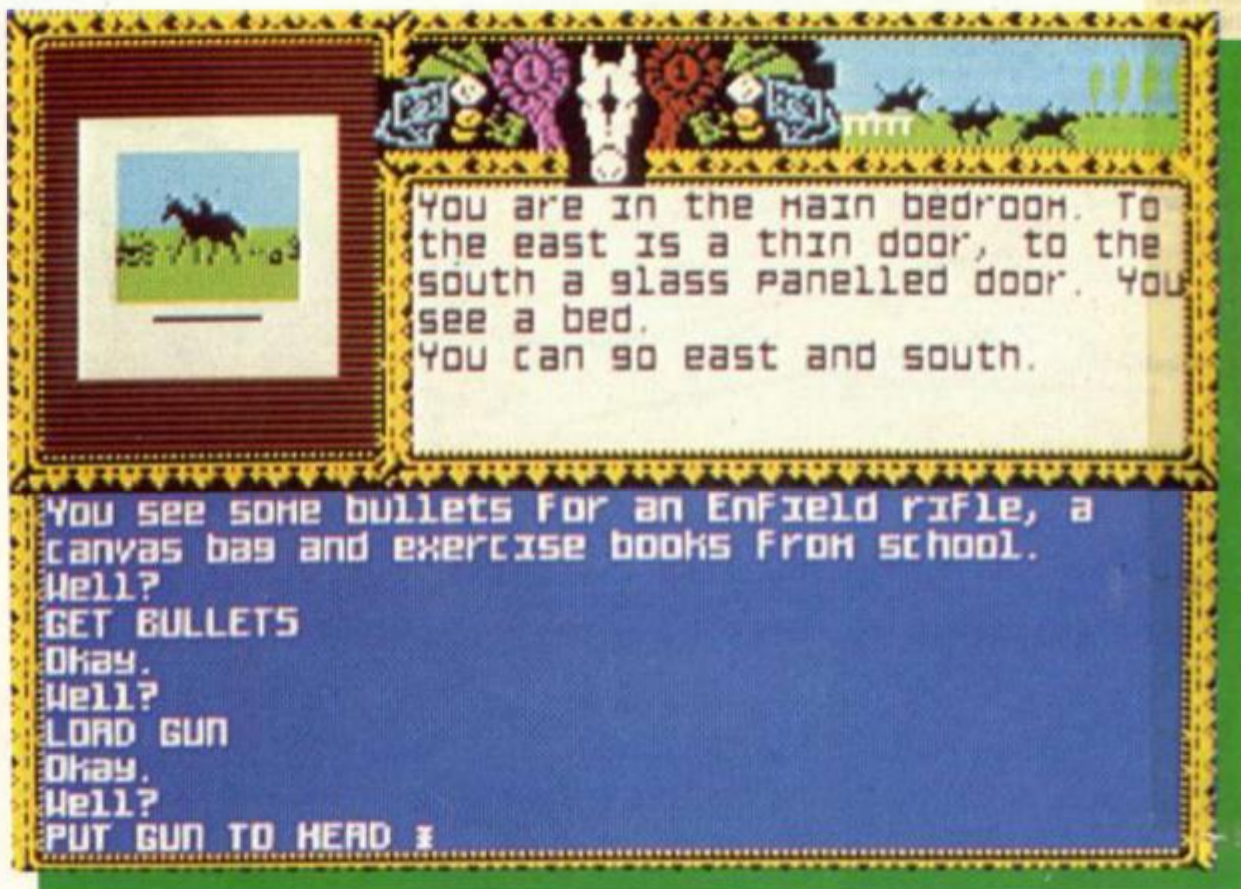 You are in the main bedroom. To
the east is a thin door, to the
south a glass panelled door. You
see a bed.
You can go east and south.
You see some bullets for an Enfield rifle, a
canvas bag and exercise books from school.
Well?
GET BULLETS
Okay.
Well?
LOAD GUN
Okay.
Well?
PUT GUN TO HEAD
1
1